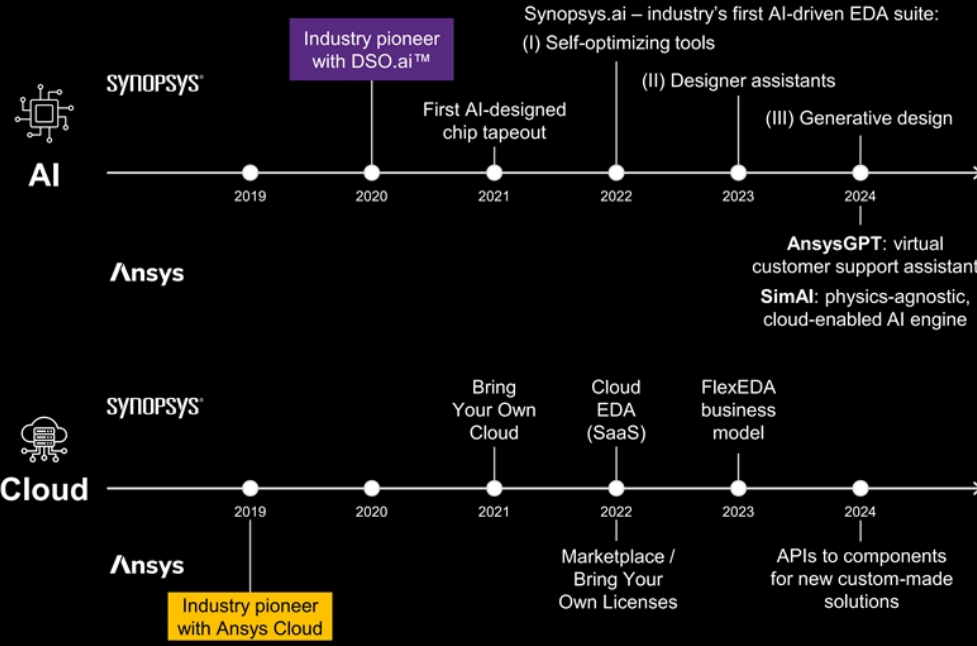 Synopsys.ai – industry's first AI-driven EDA suite:
(I) Self-optimizing tools
Industry pioneer
with DSO.ai™
SYNOPSYS®
(II) Designer assistants
First AI-designed
chip tapeout
(III) Generative design
AI
2019
2020
2021
2022
2023
2024
Ansys
AnsysGPT: virtual
customer support assistant
SimAI: physics-agnostic,
cloud-enabled AI engine
SYNOPSYS®
Bring
Your Own
Cloud
Cloud
EDA
(SaaS)
FlexEDA
business
model
Cloud
2019
2020
2021
2022
2023
2024
Ansys
Industry pioneer
with Ansys Cloud
Marketplace /
Bring Your
Own Licenses
APIs to components
for new custom-made
solutions